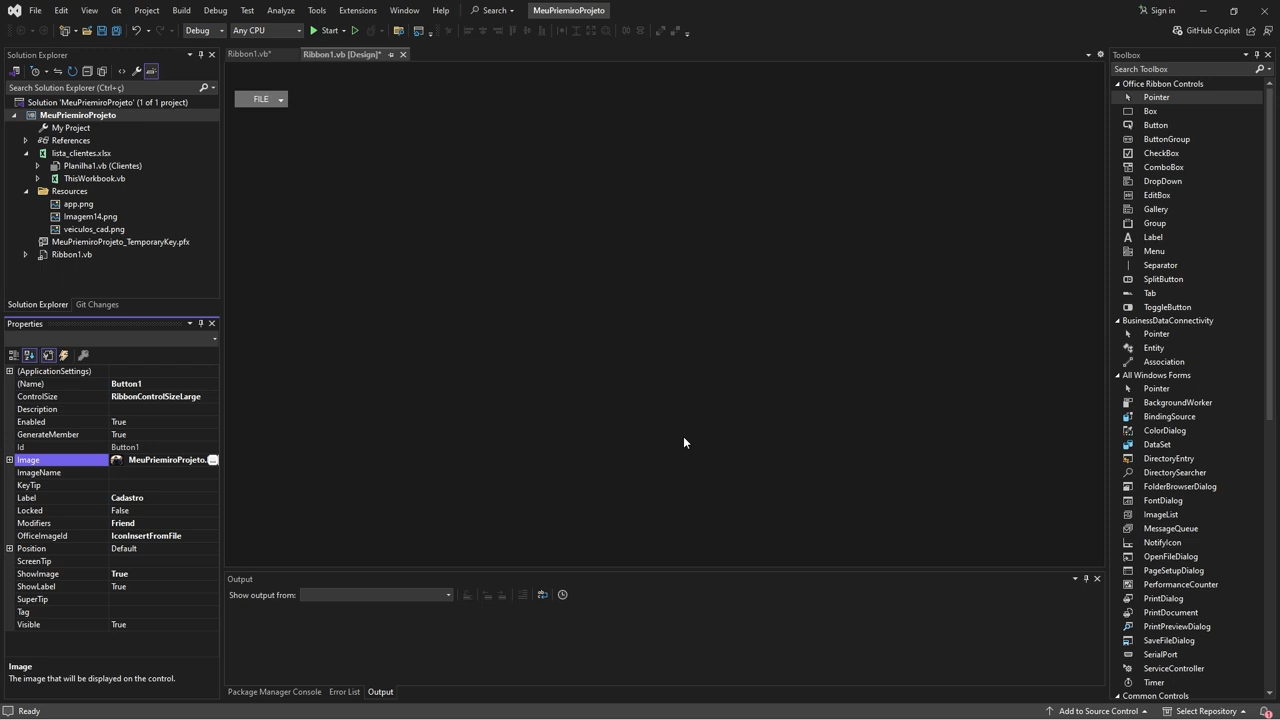 File Edit View Git Project Build Debug Test Analyze Tools Extensions Window Help Search MeuPriemiroProjeto Sign in
Debug Any CPU Start GitHub Copilot
Solution Explorer
Search Solution Explorer (Ctrl+ç)
Solution 'MeuPriemiroProjeto' (1 of 1 project)
MeuPriemiroProjeto
My Project
References
lista_clientes.xlsx
Planilha1.vb (Clientes)
ThisWorkbook.vb
Resources
app.png
Imagem14.png
veiculos_cad.png
MeuPriemiroProjeto_TemporaryKey.pfx
Ribbon1.vb
Solution Explorer Git Changes
Properties
(ApplicationSettings)
(Name) Button1
ControlSize RibbonControlSizeLarge
Description
Enabled True
GenerateMember True
Id Button1
Image MeuPriemiroProjeto. ...
ImageName
KeyTip
Label Cadastro
Locked False
Modifiers Friend
OfficeImageId IconInsertFromFile
Position Default
ScreenTip
ShowImage True
ShowLabel True
SuperTip
Tag
Visible True
Image
The image that will be displayed on the control.
Ribbon1.vb* Ribbon1.vb [Design]*
FILE
Output
Show output from:
Package Manager Console Error List Output
Toolbox
Search Toolbox
Office Ribbon Controls
Pointer
Box
Button
ButtonGroup
CheckBox
ComboBox
DropDown
EditBox
Gallery
Group
Label
Menu
Separator
SplitButton
Tab
ToggleButton
BusinessDataConnectivity
Pointer
Entity
Association
All Windows Forms
Pointer
BackgroundWorker
BindingSource
ColorDialog
DataSet
DirectoryEntry
DirectorySearcher
FolderBrowserDialog
FontDialog
ImageList
MessageQueue
NotifyIcon
OpenFileDialog
PageSetupDialog
PerformanceCounter
PrintDialog
PrintDocument
PrintPreviewDialog
SaveFileDialog
SerialPort
ServiceController
Timer
Common Controls
Ready Add to Source Control Select Repository